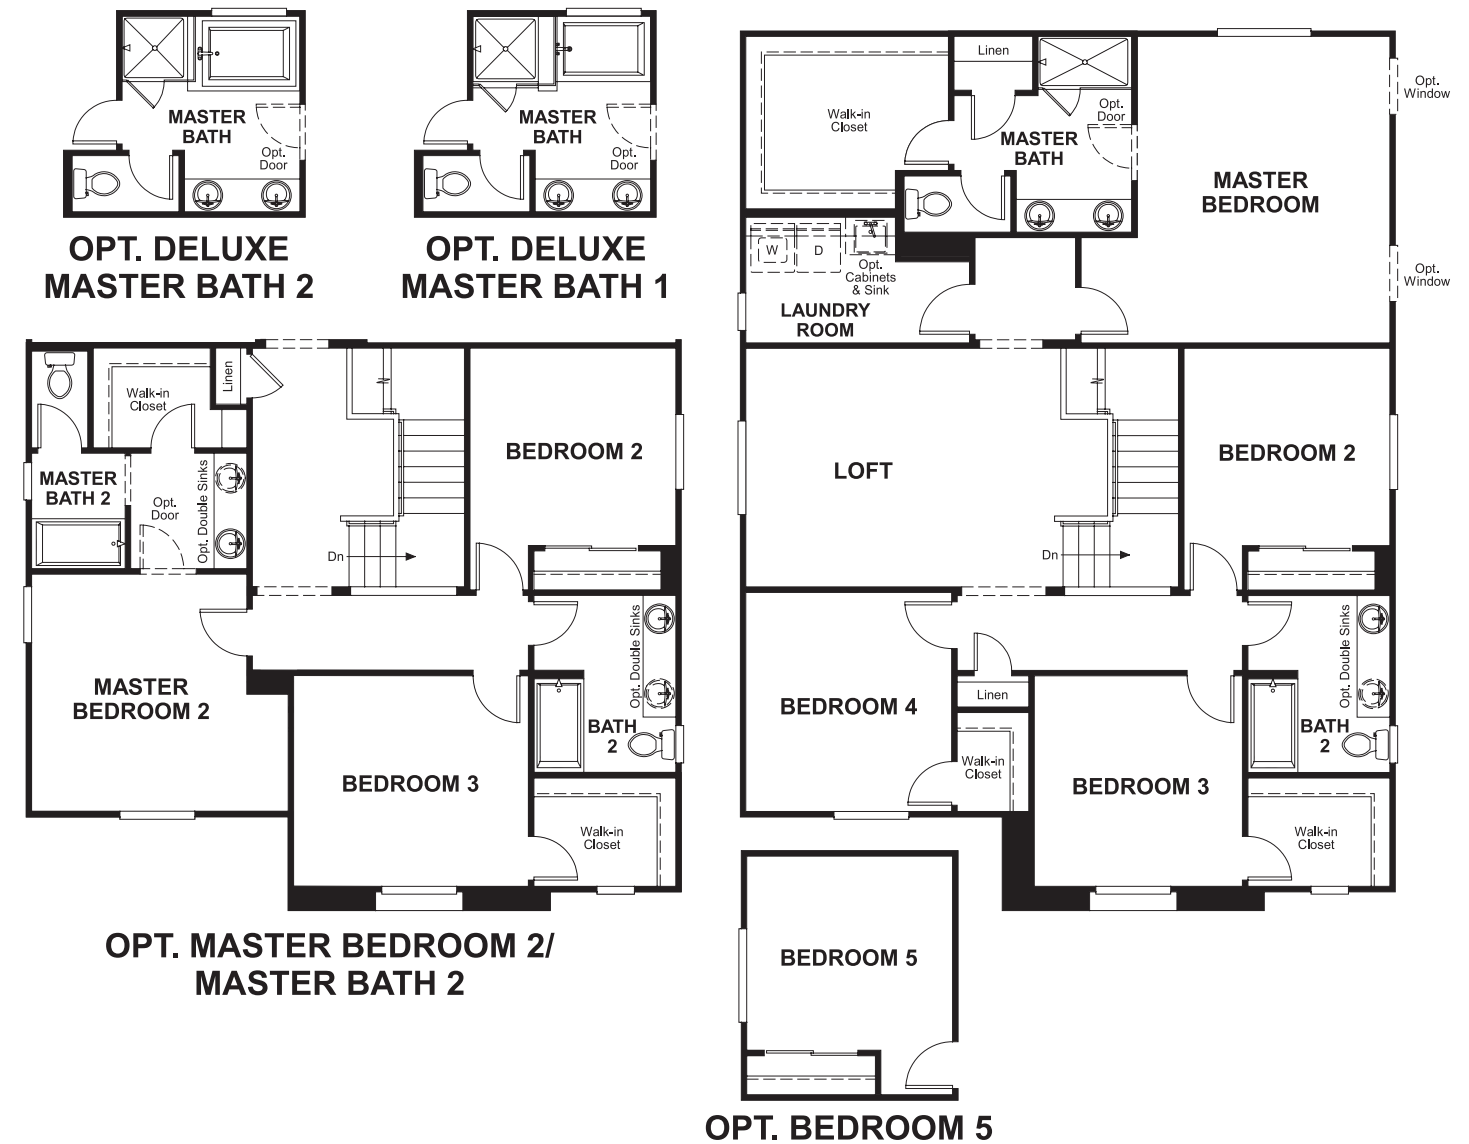 MASTER
BATH
Opt.
Door
OPT. DELUXE
MASTER BATH 2
MASTER
BATH
Opt.
Door
OPT. DELUXE
MASTER BATH 1
Linen
Walk-in
Closet
Opt.
Door
MASTER
BATH
MASTER
BEDROOM
Opt.
Window
W
D
Opt.
Cabinets
& Sink
LAUNDRY
ROOM
Opt.
Window
Linen
Walk-in
Closet
MASTER
BATH 2
Opt.
Door
Opt. Double Sinks
BEDROOM 2
Dn
MASTER
BEDROOM 2
Opt. Double Sinks
BATH
2
BEDROOM 3
Walk-in
Closet
OPT. MASTER BEDROOM 2/
MASTER BATH 2
LOFT
BEDROOM 2
Dn
BEDROOM 4
Linen
Walk-in
Closet
Opt. Double Sinks
BATH
2
BEDROOM 3
Walk-in
Closet
BEDROOM 5
OPT. BEDROOM 5